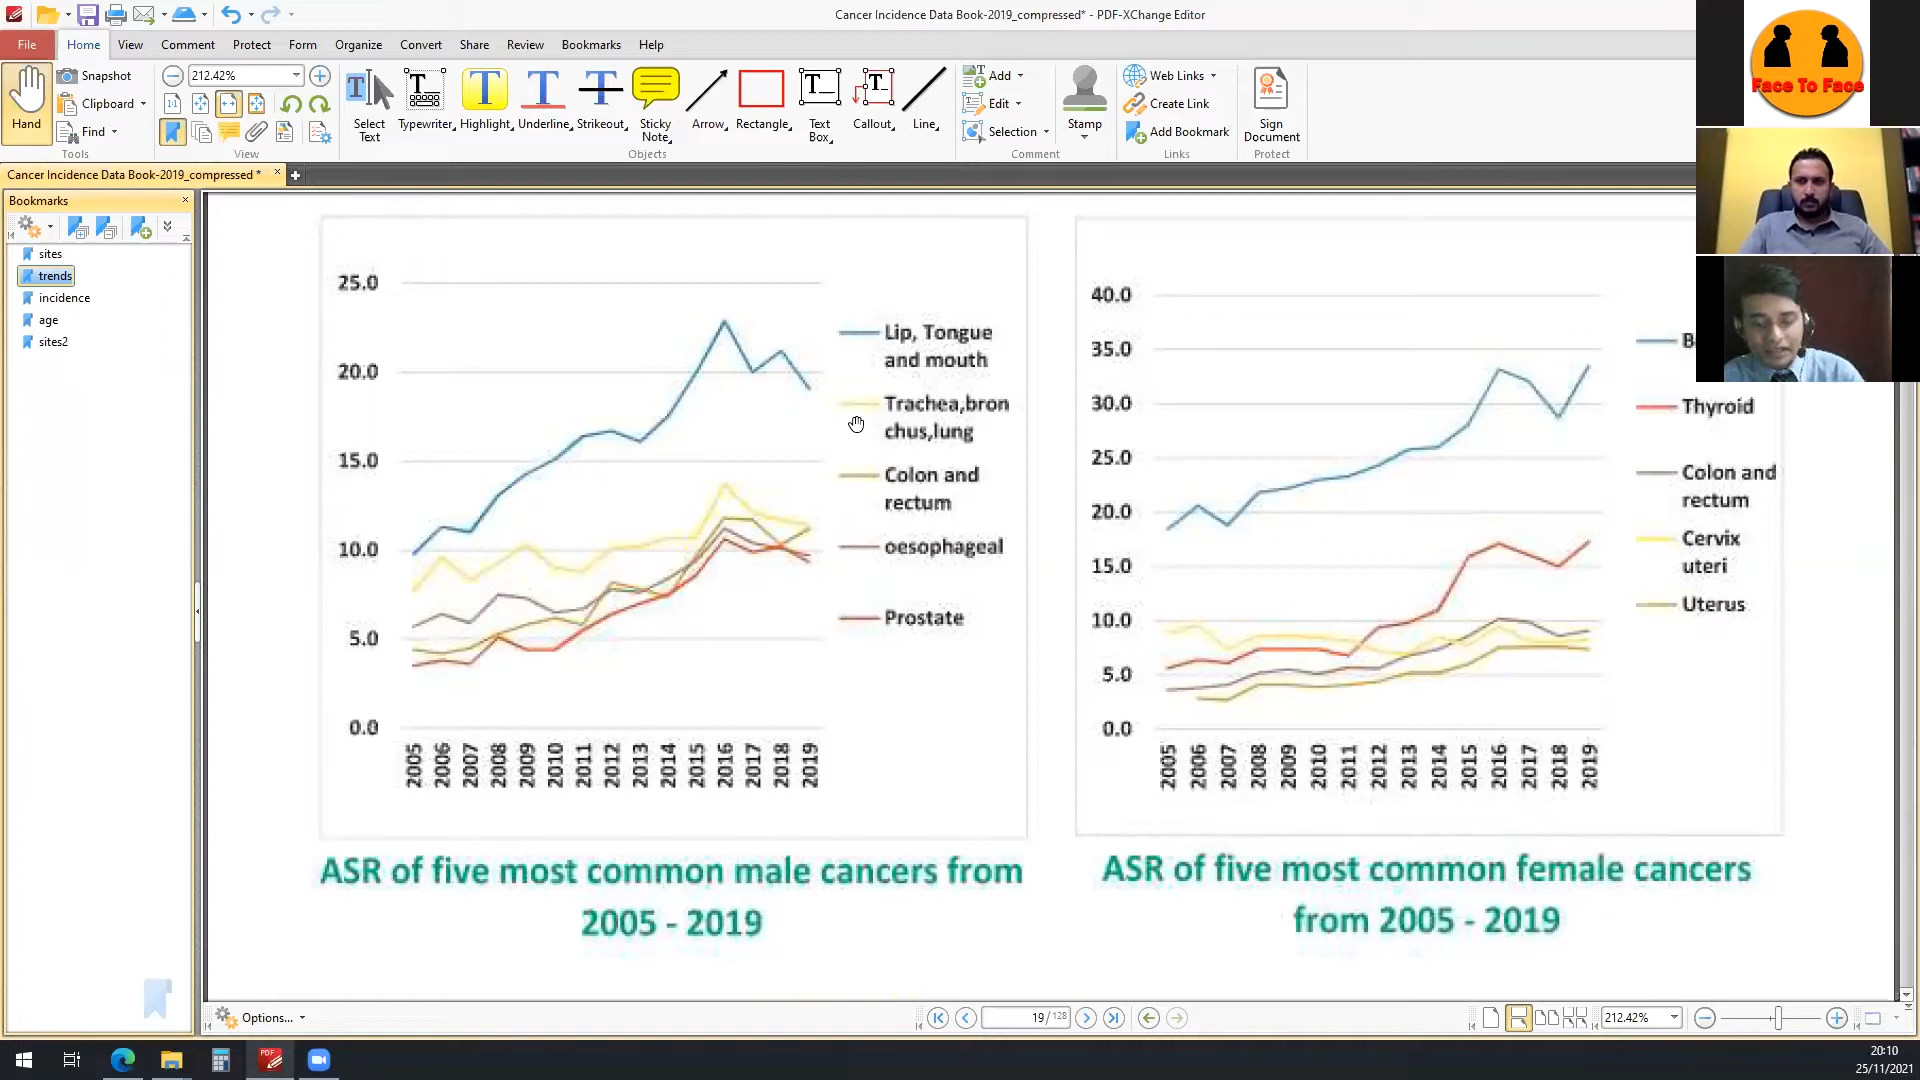 Cancer Incidence Data Book-2019_compressed* - PDF-XChange Editor
File Home View Comment Protect Form Organize Convert Share Review Bookmarks Help
Hand
Snapshot
Clipboard
Find
Tools
212.42%
View
Select Text
Typewriter
Highlight
Underline
Strikeout
Sticky Note
Arrow
Rectangle
Text Box
Callout
Line
Objects
Add
Edit
Selection
Stamp
Comment
Web Links
Create Link
Add Bookmark
Links
Sign Document
Protect
Face To Face
Cancer Incidence Data Book-2019_compressed *
Bookmarks
sites
trends
incidence
age
sites2
25.0
20.0
15.0
10.0
5.0
0.0
2005 2006 2007 2008 2009 2010 2011 2012 2013 2014 2015 2016 2017 2018 2019
Lip, Tongue
and mouth
Trachea,bron
chus,lung
Colon and
rectum
oesophageal
Prostate
ASR of five most common male cancers from
2005 - 2019
40.0
35.0
30.0
25.0
20.0
15.0
10.0
5.0
0.0
2005 2006 2007 2008 2009 2010 2011 2012 2013 2014 2015 2016 2017 2018 2019
Thyroid
Colon and
rectum
Cervix
uteri
Uterus
ASR of five most common female cancers
from 2005 - 2019
Options...
19 / 128
212.42%
20:10
25/11/2021